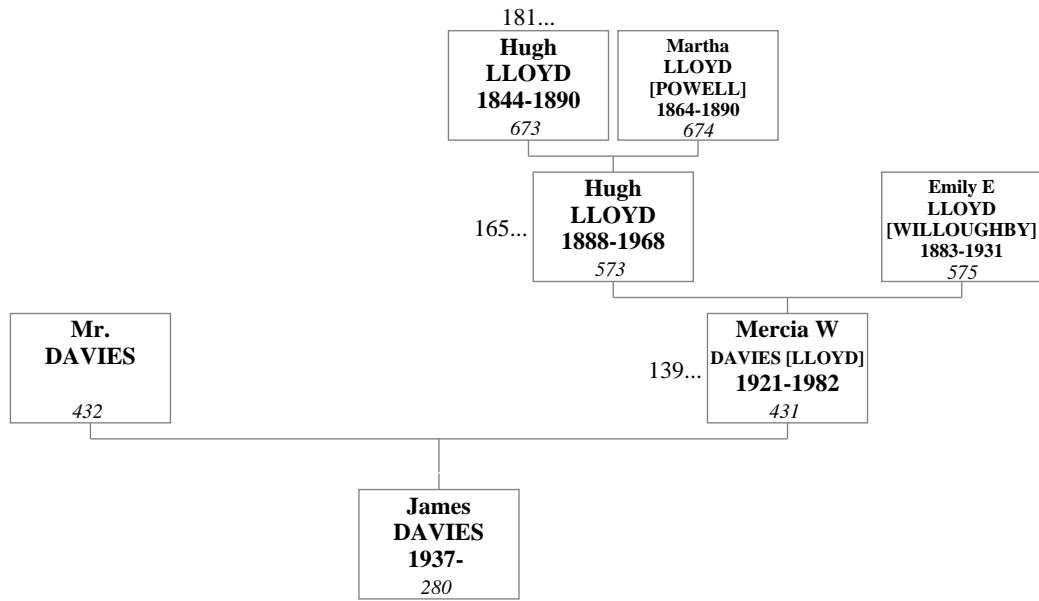 181...
Hugh
LLOYD
1844-1890
673
Martha
LLOYD
[POWELL]
1864-1890
674
165...
Hugh
LLOYD
1888-1968
573
Emily E
LLOYD
[WILLOUGHBY]
1883-1931
575
Mr.
DAVIES
432
139...
Mercia W
DAVIES [LLOYD]
1921-1982
431
James
DAVIES
1937-
280